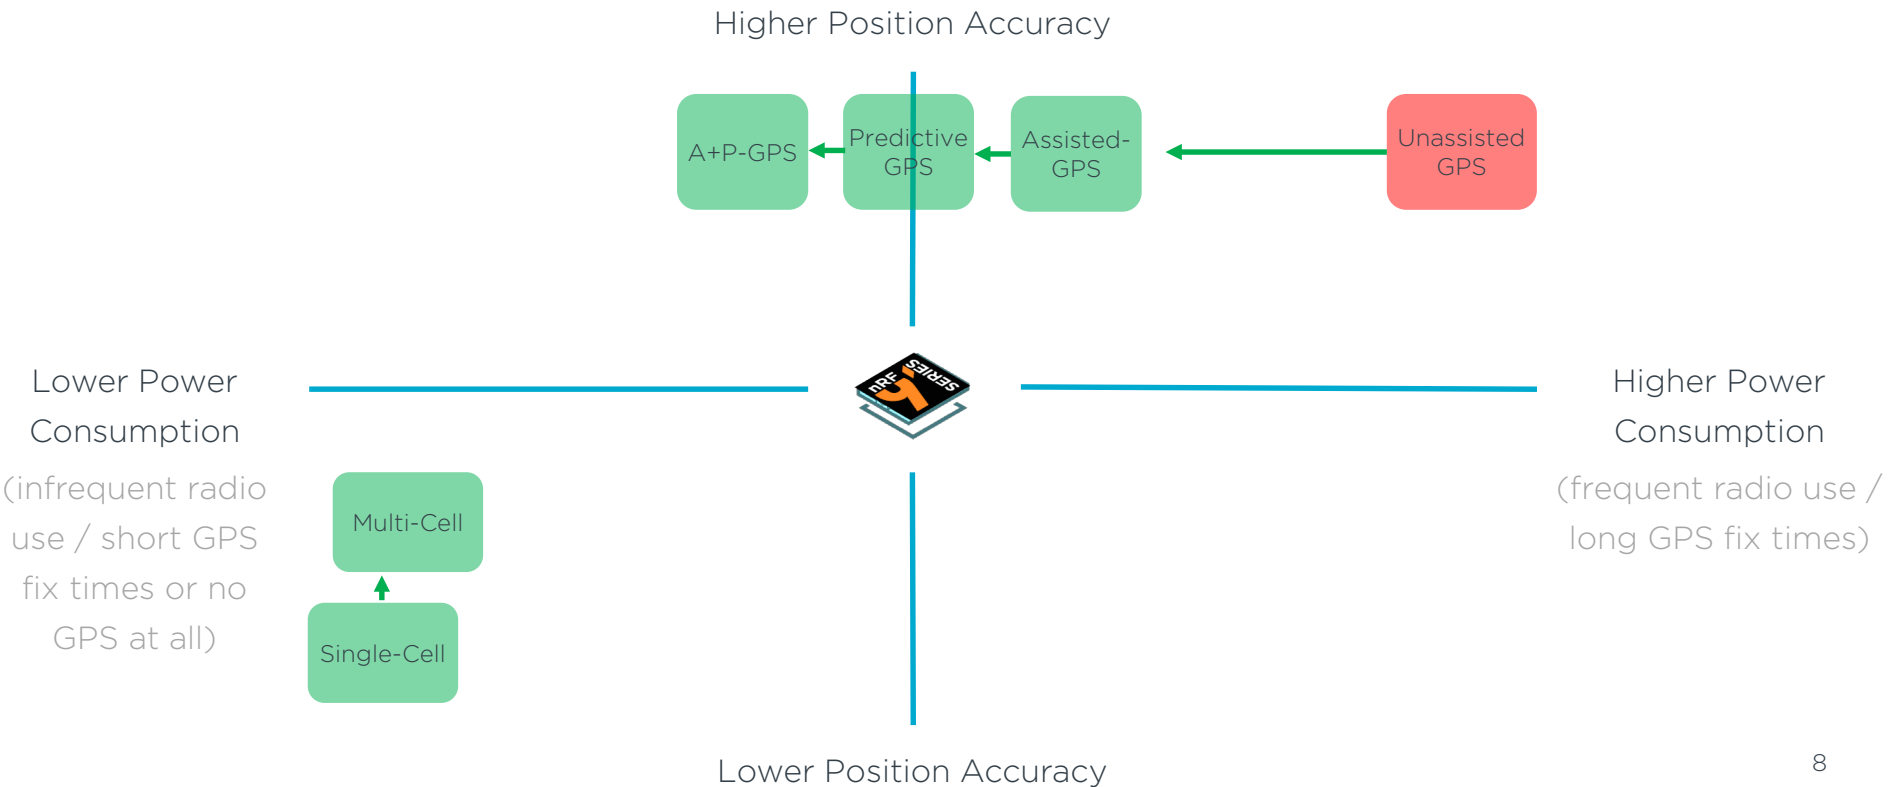 Higher Position Accuracy
A+P-GPS
Predictive
GPS
Assisted-
GPS
Unassisted
GPS
Lower Power
Consumption
(infrequent radio
use / short GPS
fix times or no
GPS at all)
nRF
9
SERIES
Higher Power
Consumption
(frequent radio use /
long GPS fix times)
Multi-Cell
Single-Cell
Lower Position Accuracy
8